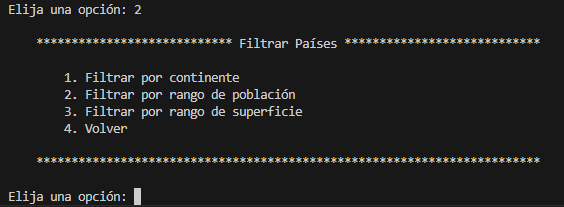 Elija una opción: 2
**************************** Filtrar Países ****************************
1. Filtrar por continente
2. Filtrar por rango de población
3. Filtrar por rango de superficie
4. Volver
************************************************************************
Elija una opción: